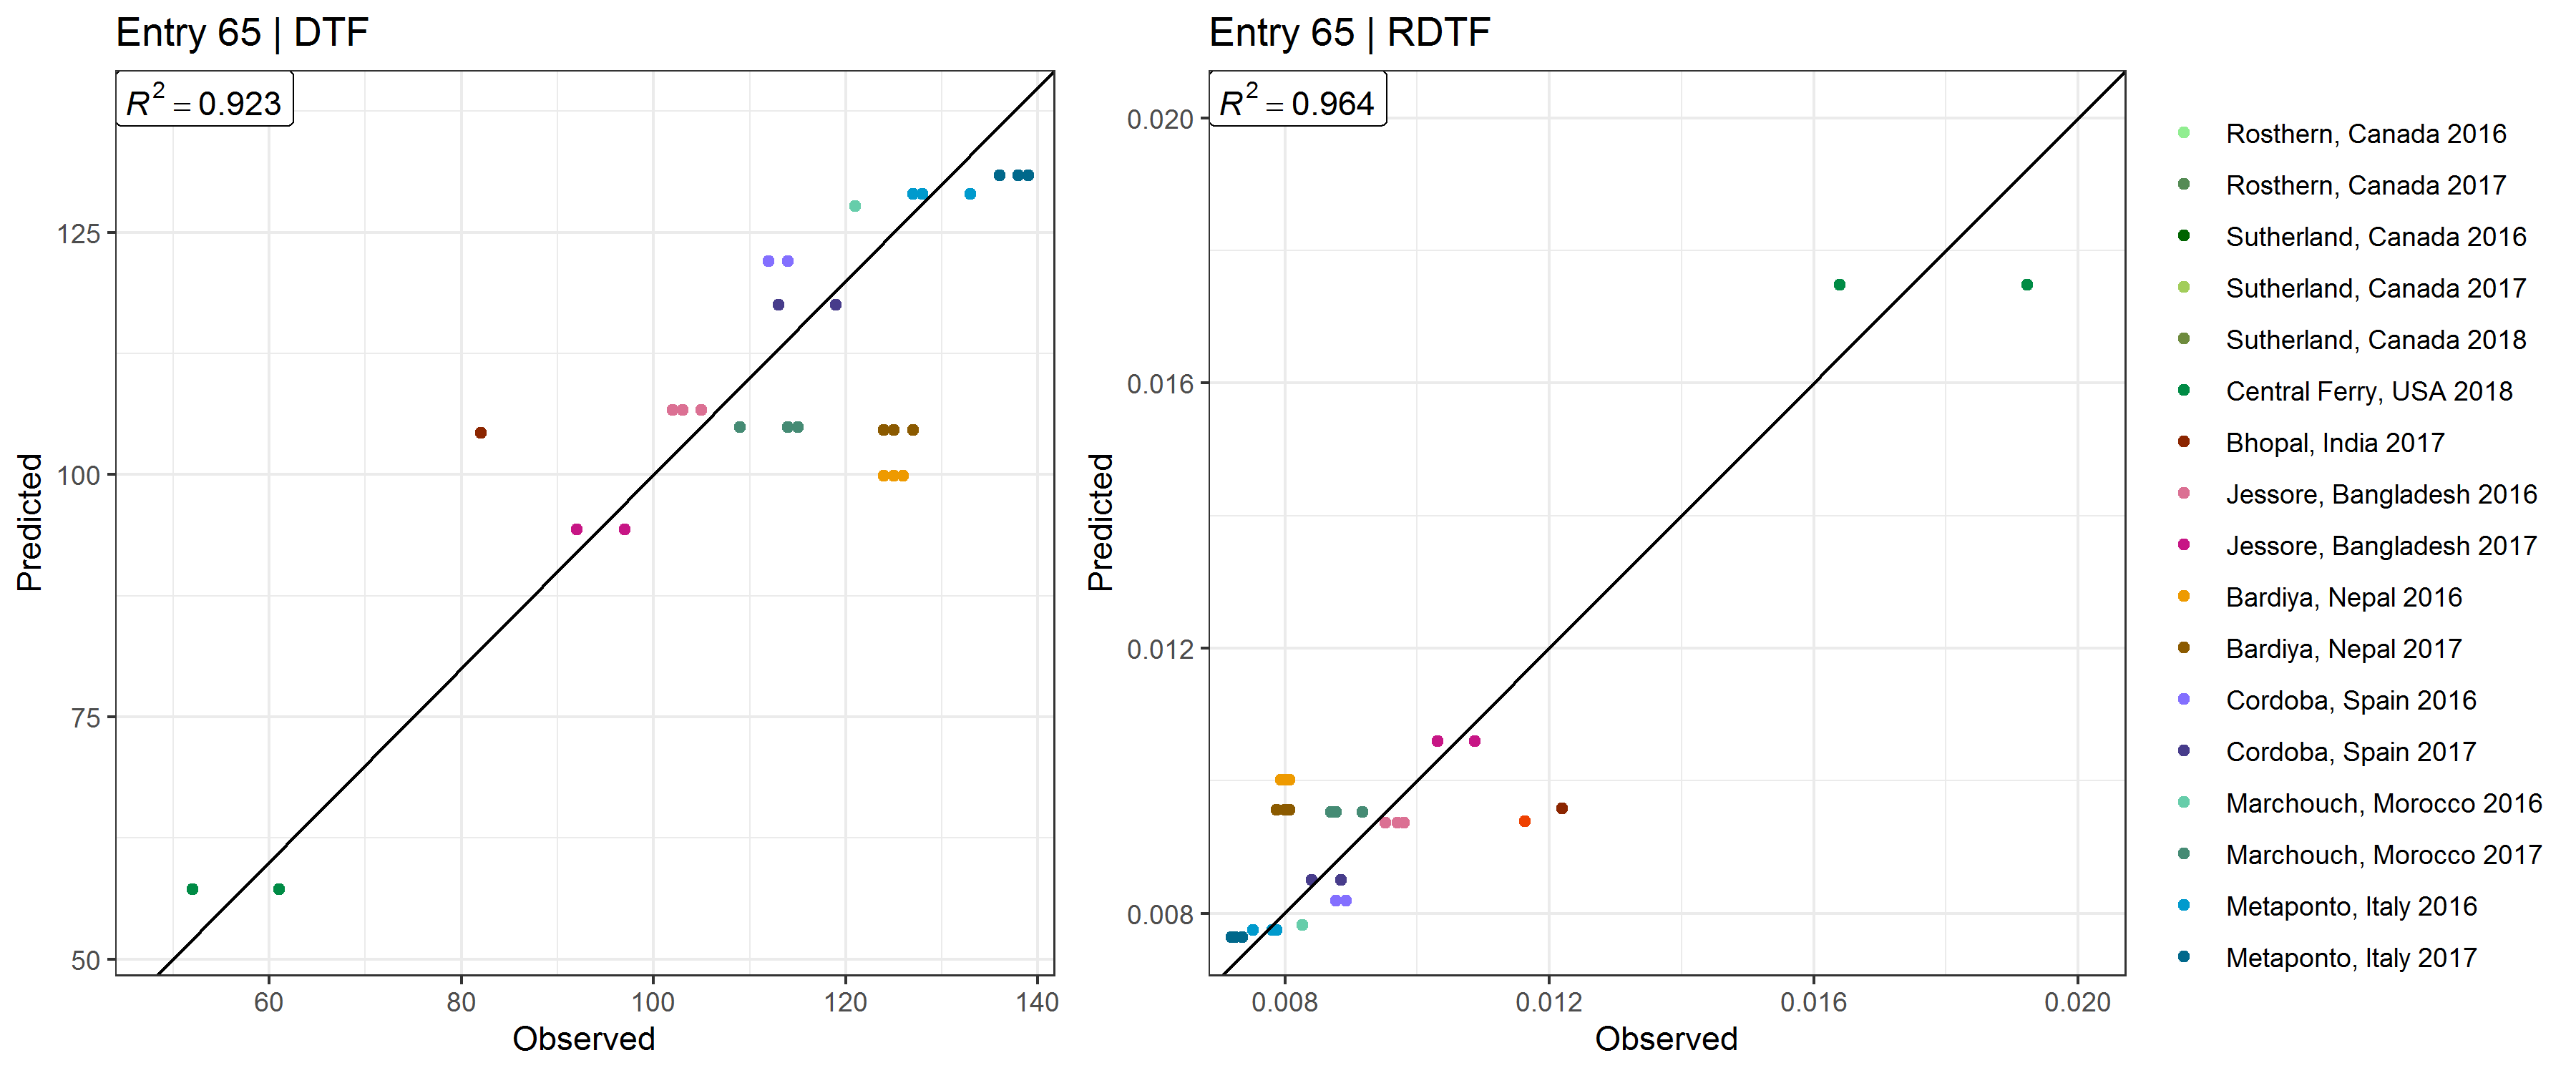 Entry 65 | DTF
R² = 0.923
125
100
75
50
Predicted
60 80 100 120 140
Observed
Entry 65 | RDTF
R² = 0.964
0.020
0.016
0.012
0.008
Predicted
0.008 0.012 0.016 0.020
Observed
Rosthern, Canada 2016
Rosthern, Canada 2017
Sutherland, Canada 2016
Sutherland, Canada 2017
Sutherland, Canada 2018
Central Ferry, USA 2018
Bhopal, India 2017
Jessore, Bangladesh 2016
Jessore, Bangladesh 2017
Bardiya, Nepal 2016
Bardiya, Nepal 2017
Cordoba, Spain 2016
Cordoba, Spain 2017
Marchouch, Morocco 2016
Marchouch, Morocco 2017
Metaponto, Italy 2016
Metaponto, Italy 2017